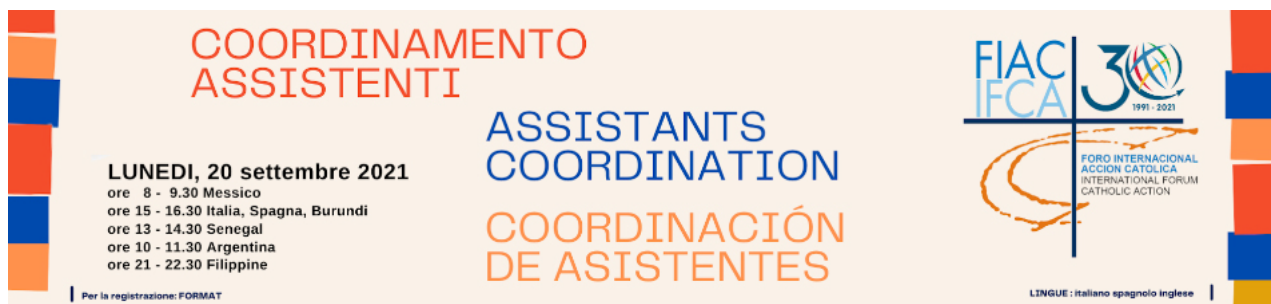 COORDINAMENTO
ASSISTENTI
ASSISTANTS
COORDINATION
COORDINACIÓN
DE ASISTENTES
LUNEDI, 20 settembre 2021
ore 8 - 9.30 Messico
ore 15 - 16.30 Italia, Spagna, Burundi
ore 13 - 14.30 Senegal
ore 10 - 11.30 Argentina
ore 21 - 22.30 Filippine
Per la registrazione: FORMAT
FIAC
IFCA
30
1991 - 2021
FORO INTERNACIONAL
ACCION CATOLICA
INTERNATIONAL FORUM
CATHOLIC ACTION
LINGUE : italiano spagnolo inglese